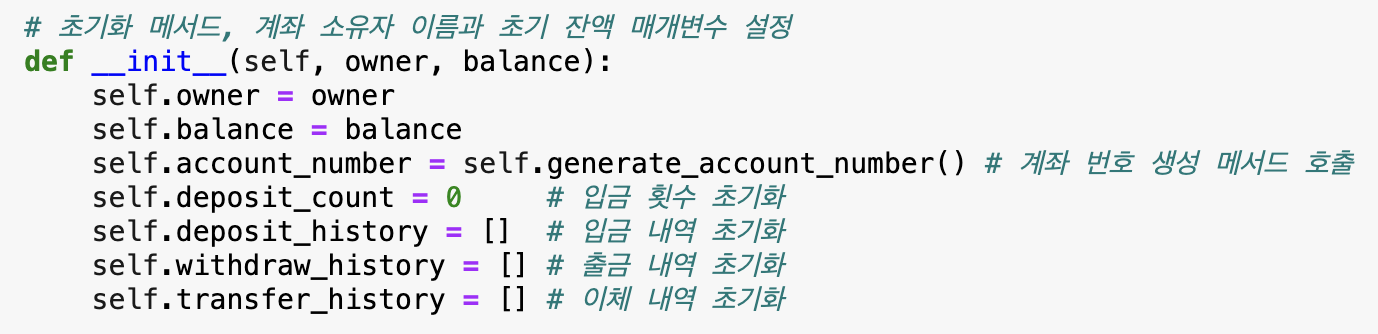 # 초기화 메서드, 계좌 소유자 이름과 초기 잔액 매개변수 설정
def __init__(self, owner, balance):
    self.owner = owner
    self.balance = balance
    self.account_number = self.generate_account_number() # 계좌 번호 생성 메서드 호출
    self.deposit_count = 0     # 입금 횟수 초기화
    self.deposit_history = []  # 입금 내역 초기화
    self.withdraw_history = [] # 출금 내역 초기화
    self.transfer_history = [] # 이체 내역 초기화